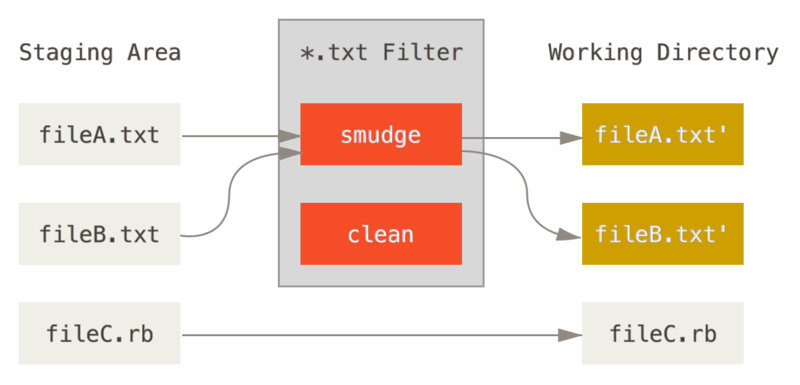 Staging Area
*.txt Filter
Working Directory
fileA.txt
smudge
fileA.txt'
fileB.txt
clean
fileB.txt'
fileC.rb
fileC.rb